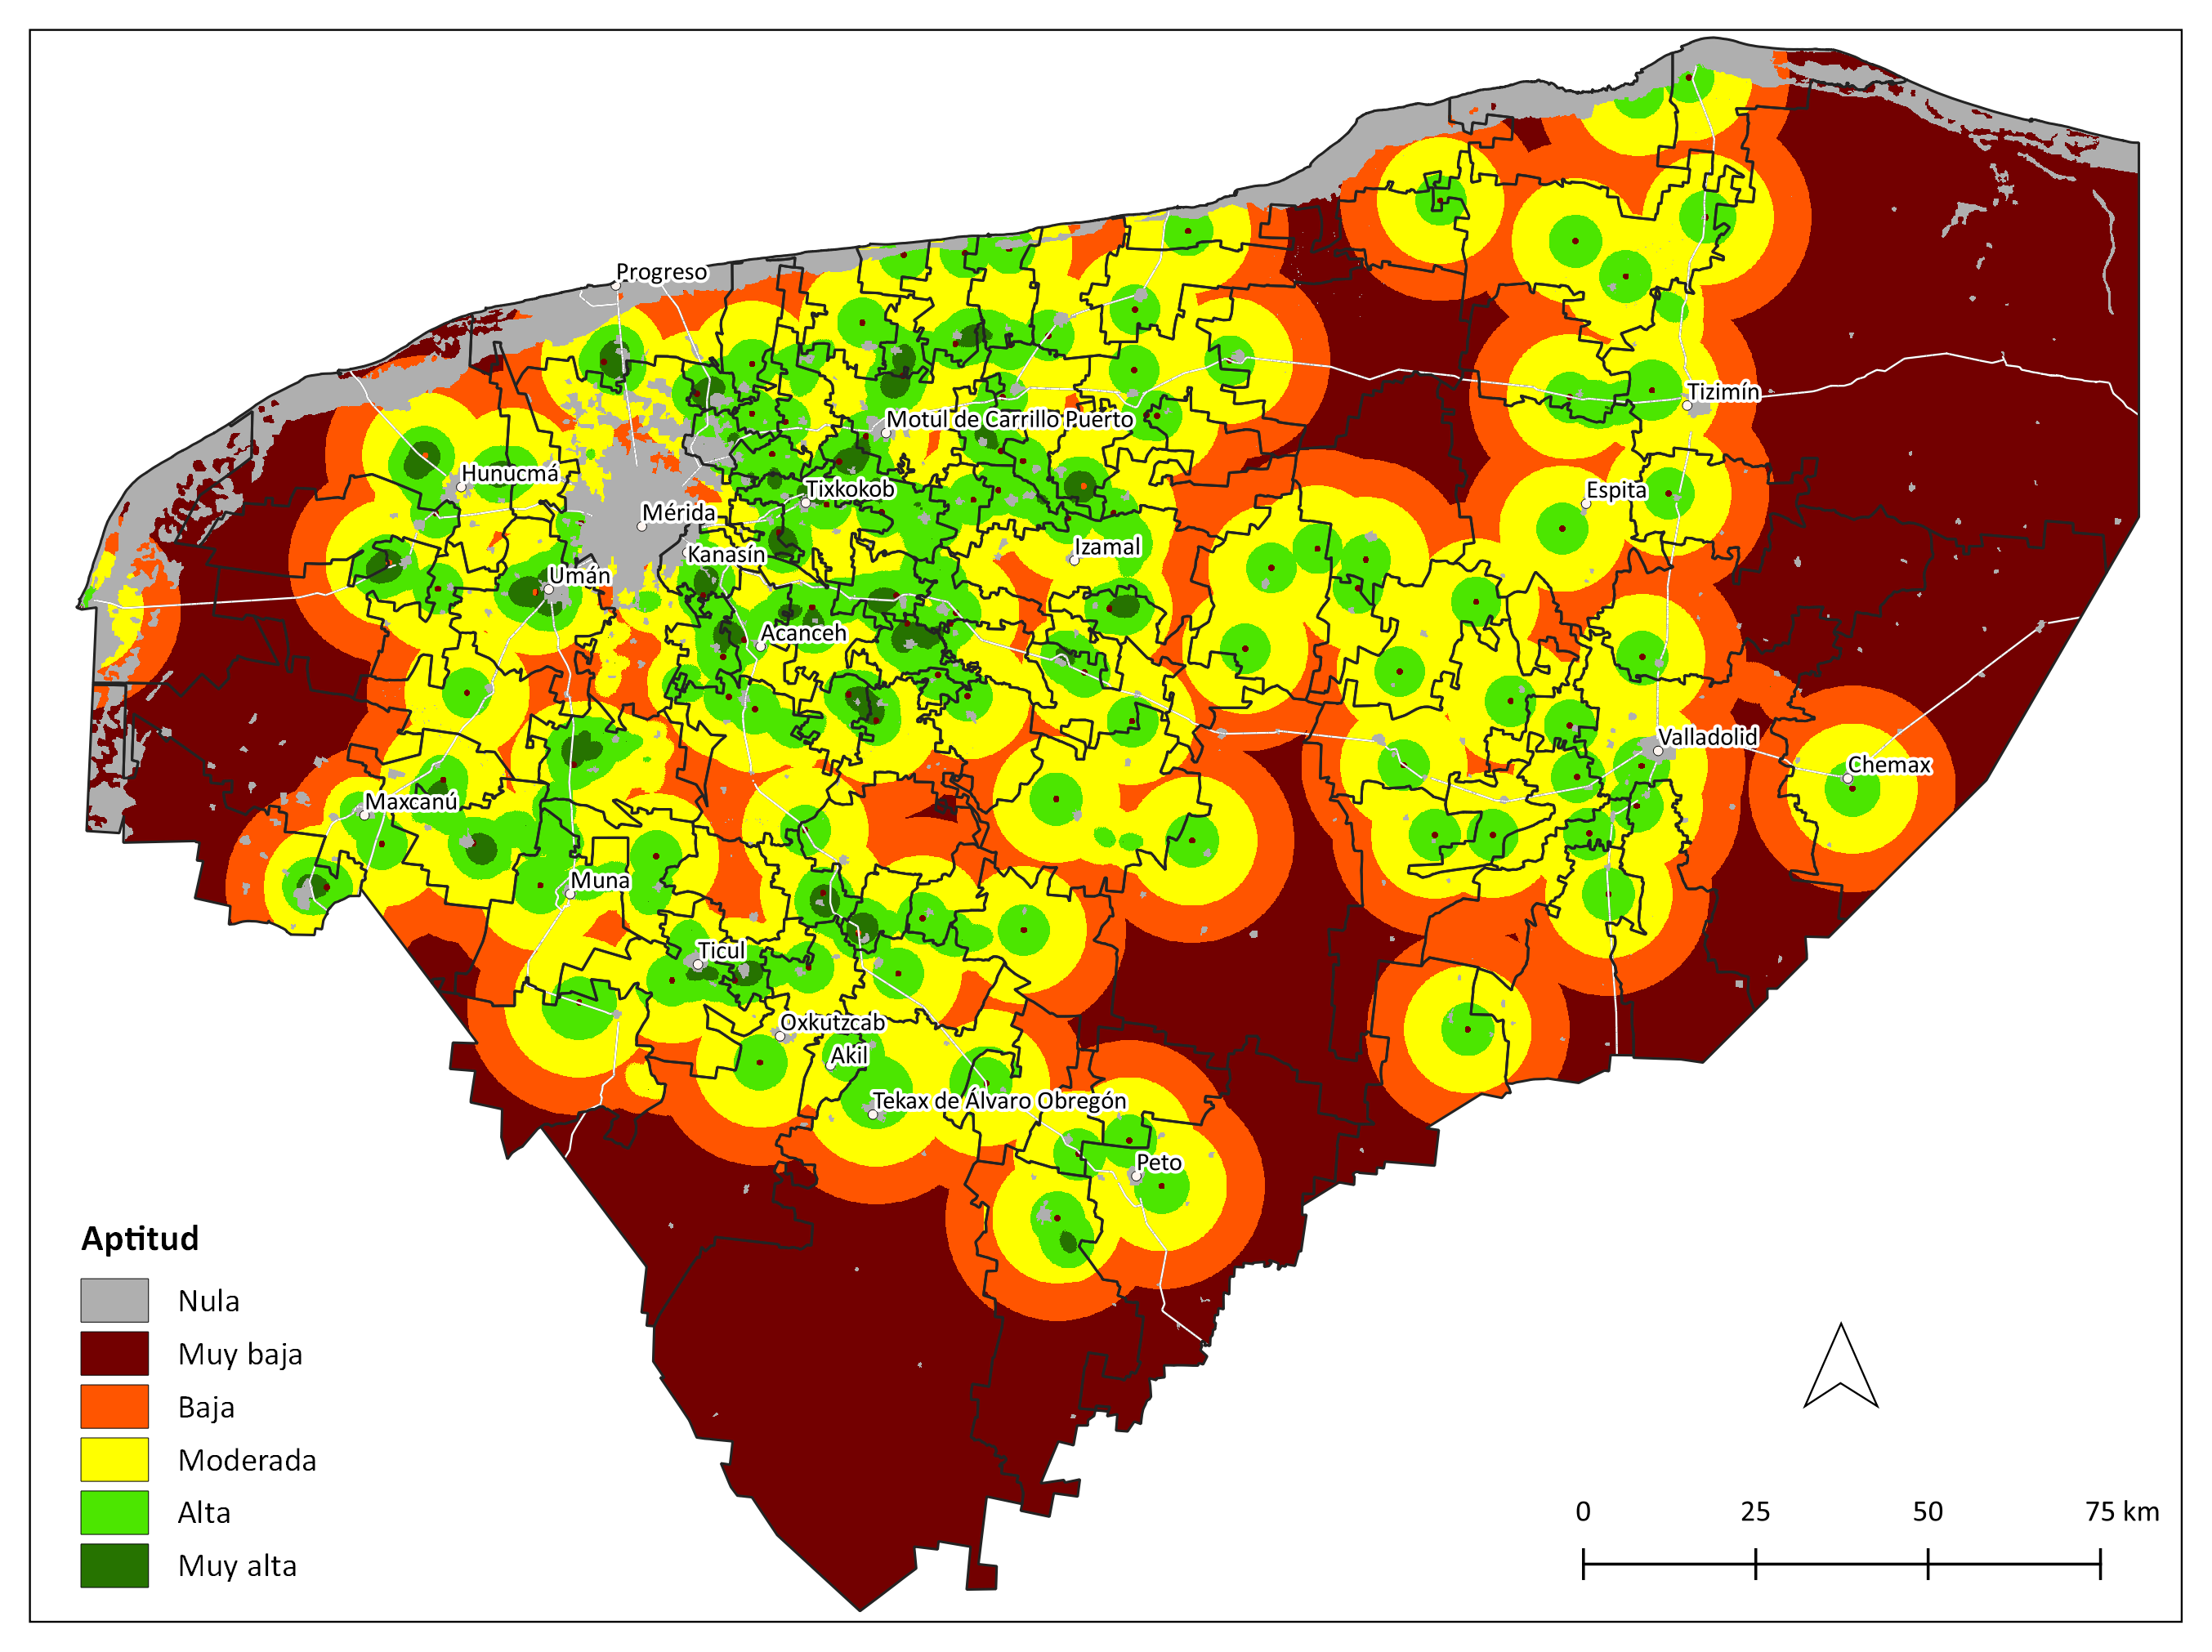 Progreso
Tizimín
Motul de Carrillo Puerto
Hunucmá
Tixkokob
Espita
Mérida
Kanasín
Izamal
Umán
Acanceh
Valladolid
Chemax
Maxcanú
Muna
Ticul
Oxkutzcab
Akil
Tekax de Álvaro Obregón
Peto
Aptitud
Nula
Muy baja
Baja
Moderada
Alta
Muy alta
0 25 50 75 km